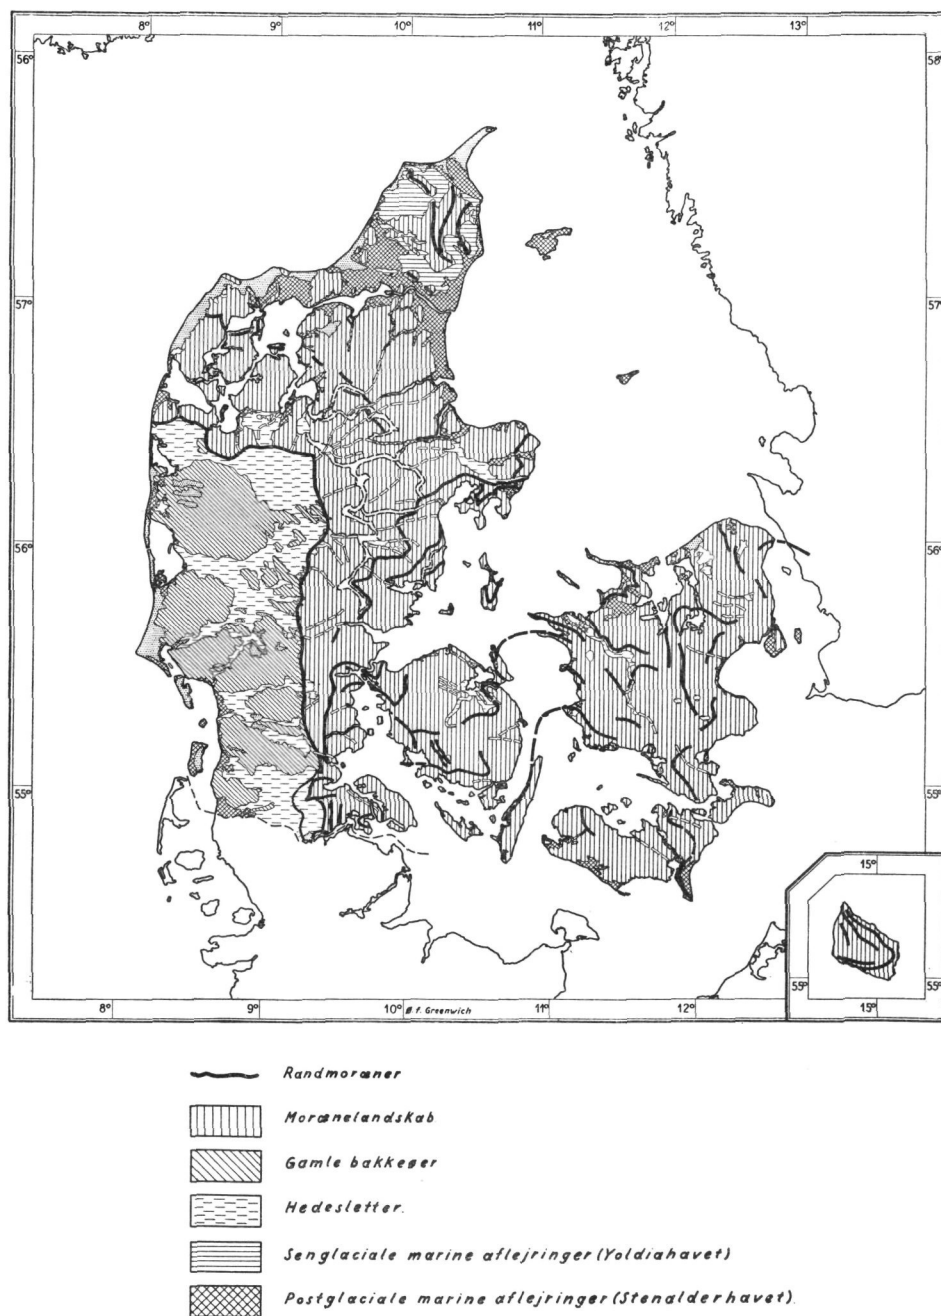 8° 9° 10° 11° 12° 13°
56° 58°
57° 57°
56° 56°
55° 55°
15°
55° 55°
15°
8° 9° 10° Ø. f. Greenwich 11° 12°
Randmoræner
Morænelandskab
Gamle bakkeøer
Hedesletter.
Senglaciale marine aflejringer (Yoldiahavet)
Postglaciale marine aflejringer (Stenalderhavet).